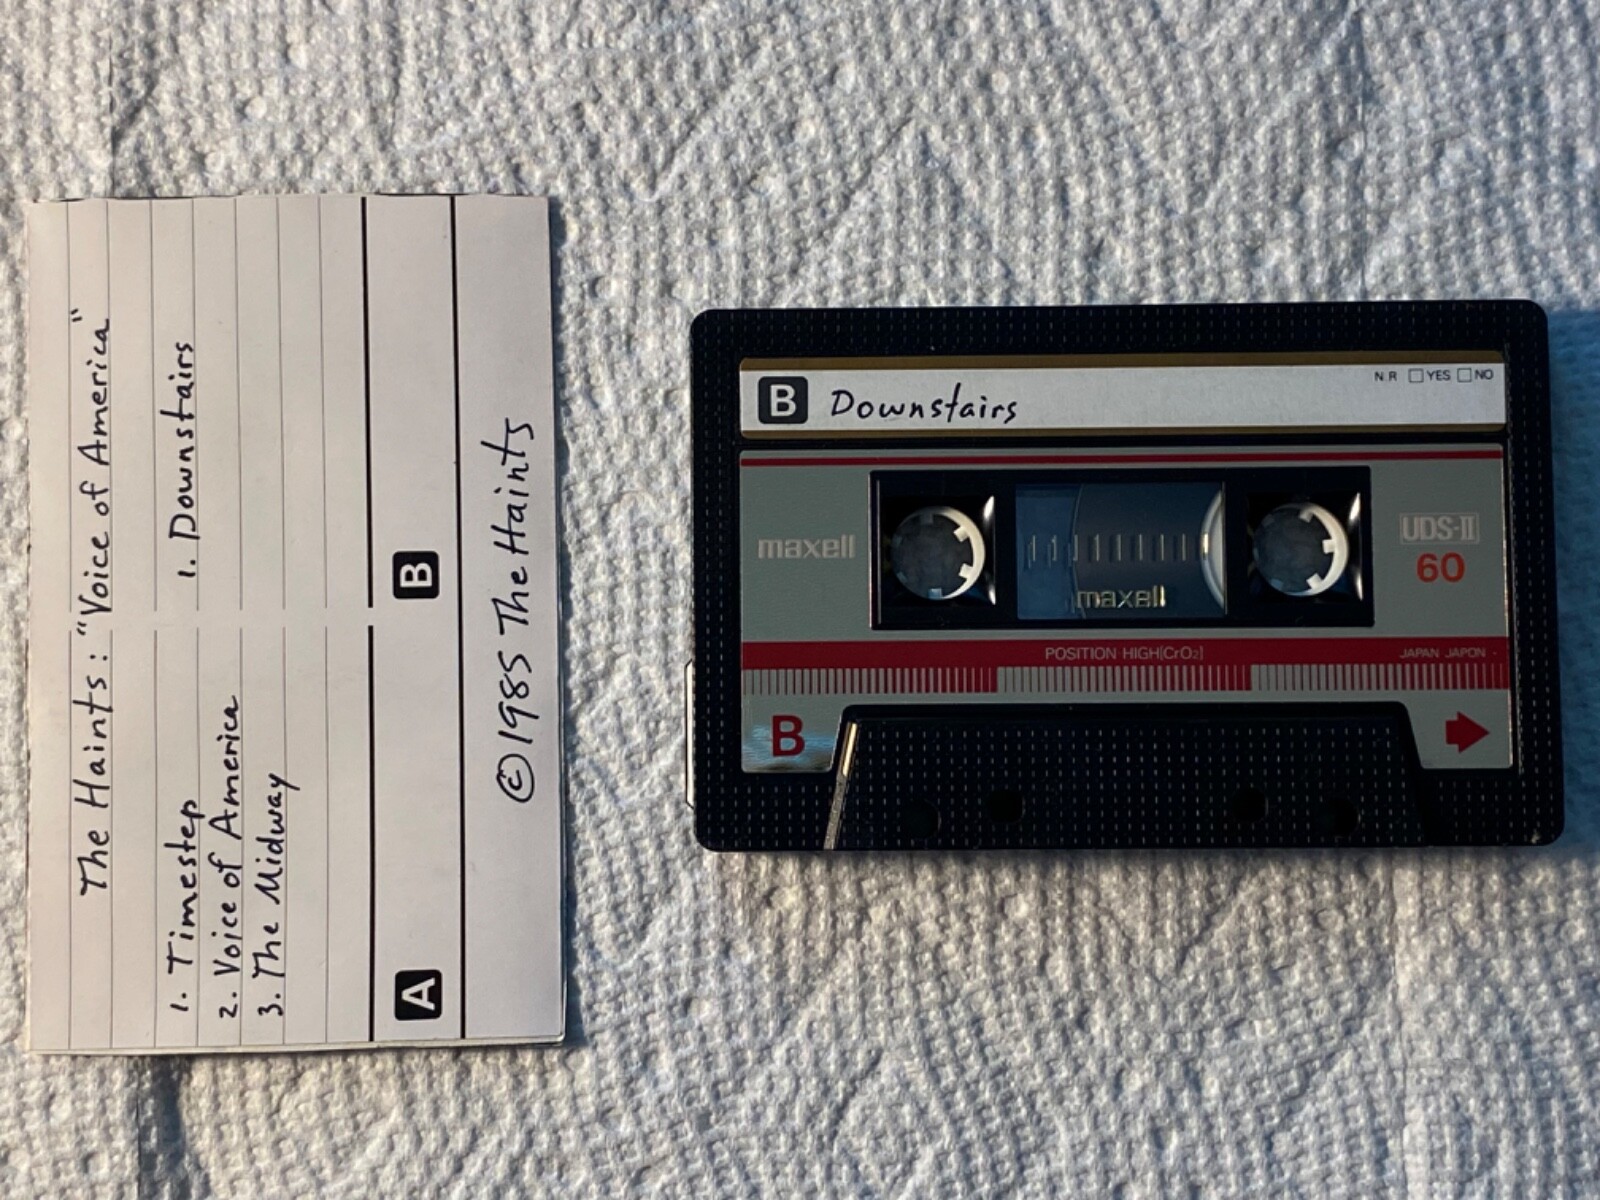 The Haints: "Voice of America"
1. Timestep
2. Voice of America
3. The Midway
1. Downstairs
A
B
©1985 The Haints
B Downstairs
N.R □YES □NO
maxell
maxell
UDS-II
60
POSITION HIGH[CrO₂]
JAPAN JAPON
B